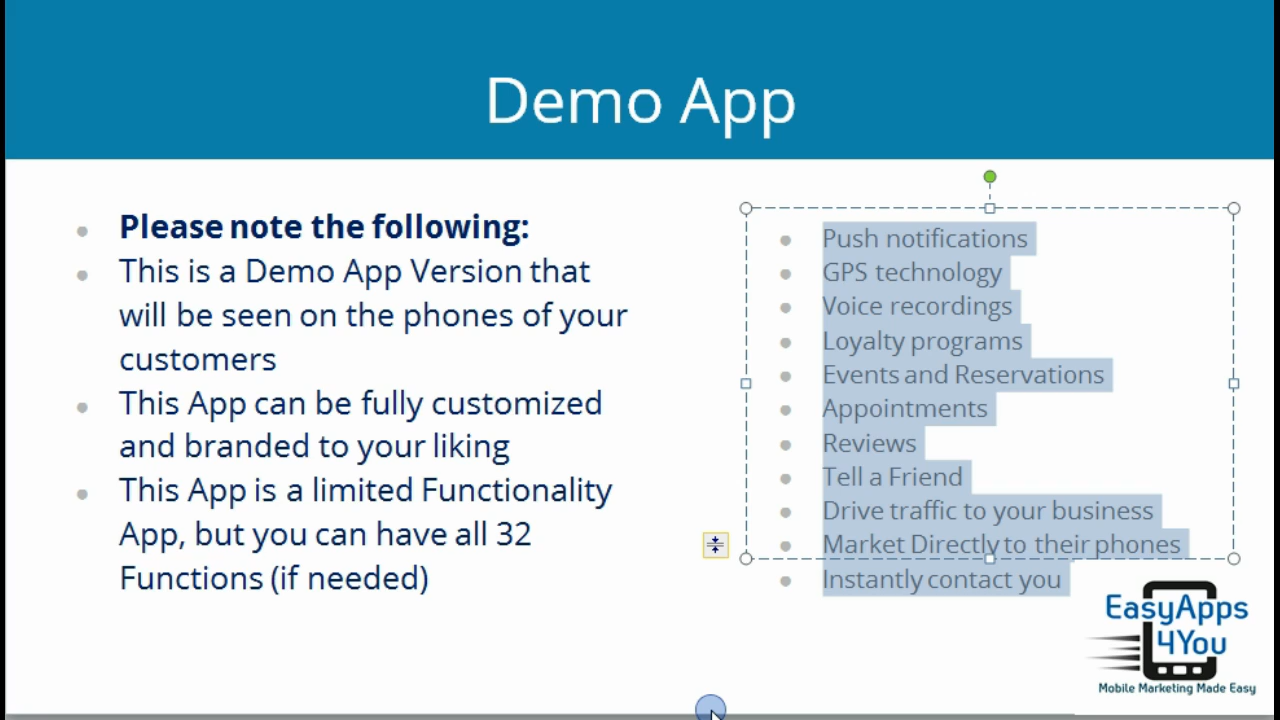 Demo App
Please note the following:
This is a Demo App Version that
will be seen on the phones of your
customers
This App can be fully customized
and branded to your liking
This App is a limited Functionality
App, but you can have all 32
Functions (if needed)
Push notifications
GPS technology
Voice recordings
Loyalty programs
Events and Reservations
Appointments
Reviews
Tell a Friend
Drive traffic to your business
Market Directly to their phones
Instantly contact you
EasyApps
4You
Mobile Marketing Made Easy